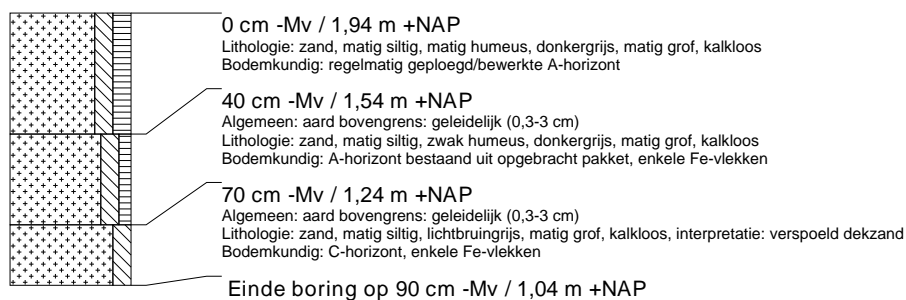 0 cm -Mv / 1,94 m +NAP
Lithologie: zand, matig siltig, matig humeus, donkergrijs, matig grof, kalkloos
Bodemkundig: regelmatig geploegd/bewerkte A-horizont
40 cm -Mv / 1,54 m +NAP
Algemeen: aard bovengrens: geleidelijk (0,3-3 cm)
Lithologie: zand, matig siltig, zwak humeus, donkergrijs, matig grof, kalkloos
Bodemkundig: A-horizont bestaand uit opgebracht pakket, enkele Fe-vlekken
70 cm -Mv / 1,24 m +NAP
Algemeen: aard bovengrens: geleidelijk (0,3-3 cm)
Lithologie: zand, matig siltig, lichtbruingrijs, matig grof, kalkloos, interpretatie: verspoeld dekzand
Bodemkundig: C-horizont, enkele Fe-vlekken
Einde boring op 90 cm -Mv / 1,04 m +NAP